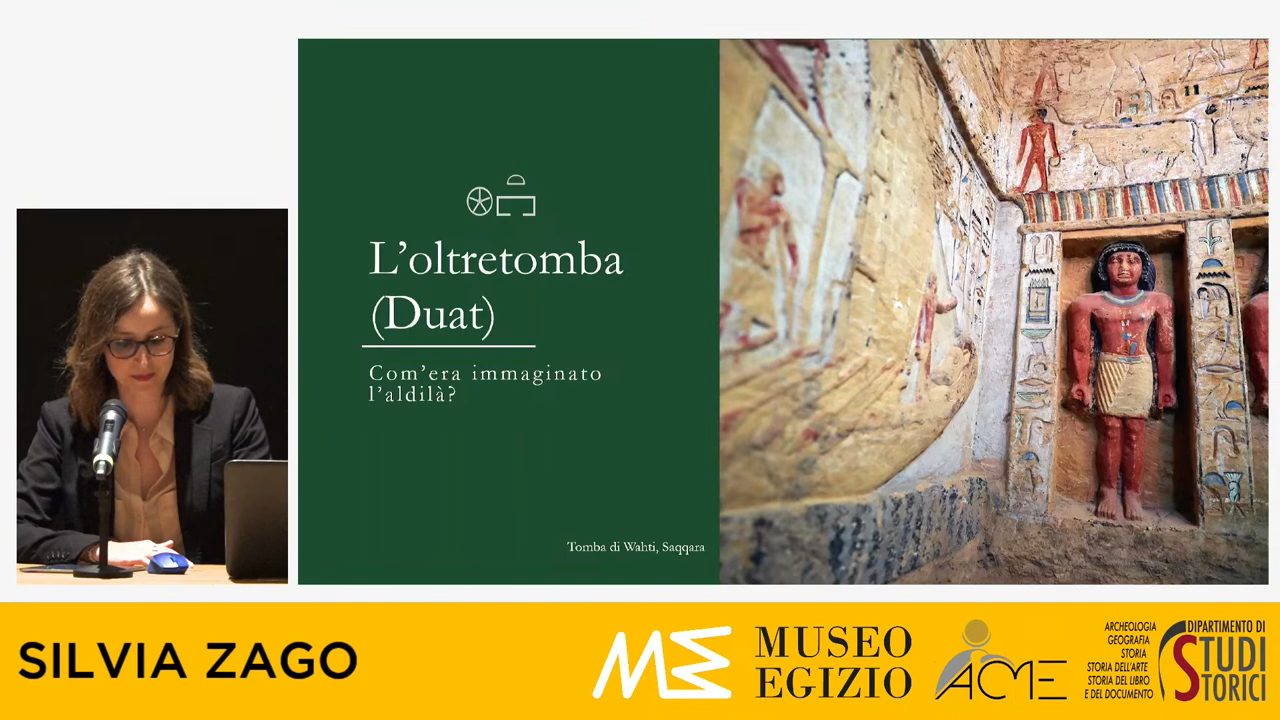 L'oltretomba
(Duat)
Com'era immaginato
l'aldilà?
Tomba di Wahti, Saqqara
SILVIA ZAGO
ME
MUSEO
EGIZIO
ACME
ARCHEOLOGIA
GEOGRAFIA
STORIA
STORIA DELL'ARTE
STORIA DEL LIBRO
E DEL DOCUMENTO
DIPARTIMENTO DI
STUDI
STORICI